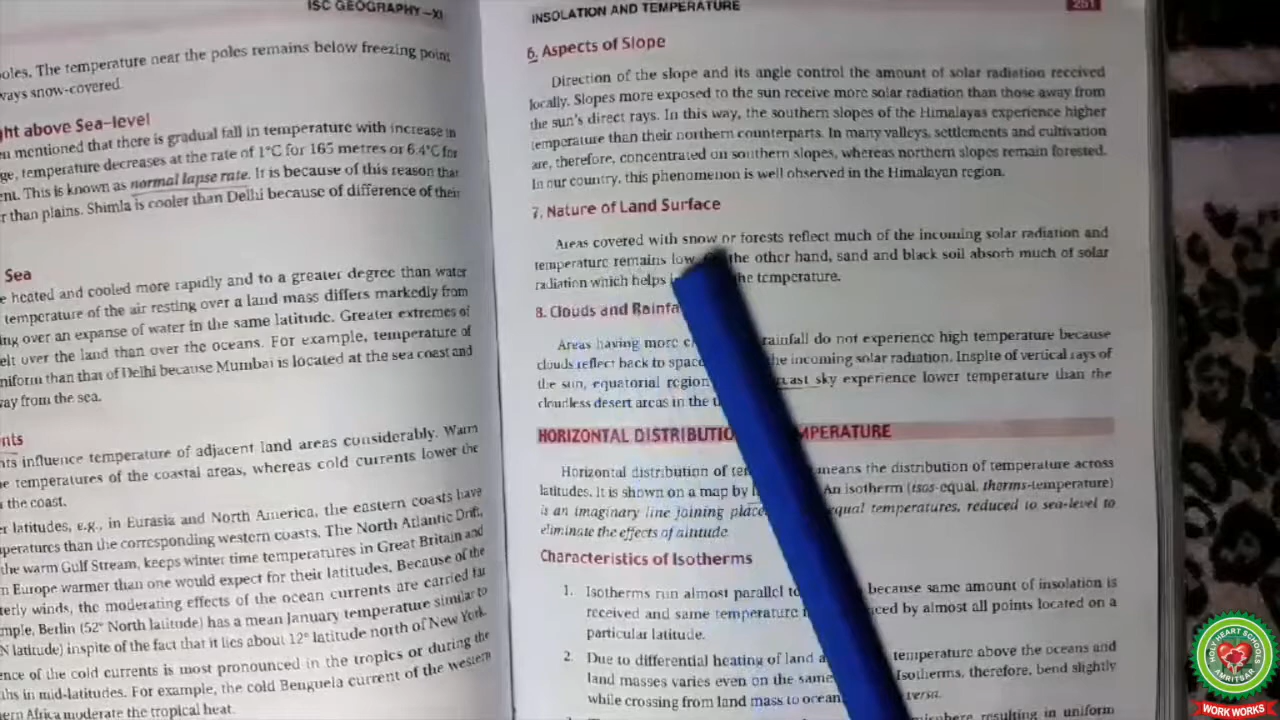 ISC GEOGRAPHY–XI
oles. The temperature near the poles remains below freezing point
ways snow-covered.
ght above Sea-level
en mentioned that there is gradual fall in temperature with increase in
ge, temperature decreases at the rate of 1°C for 165 metres or 6.4°C for
ent. This is known as normal lapse rate. It is because of this reason that
r than plains. Shimla is cooler than Delhi because of difference of their
Sea
e heated and cooled more rapidly and to a greater degree than water
temperature of the air resting over a land mass differs markedly from
ng over an expanse of water in the same latitude. Greater extremes of
elt over the land than over the oceans. For example, temperature of
niform than that of Delhi because Mumbai is located at the sea coast and
way from the sea.
nts
nts influence temperature of adjacent land areas considerably. Warm
e temperatures of the coastal areas, whereas cold currents lower the
the coast.
er latitudes, e.g., in Eurasia and North America, the eastern coasts have
peratures than the corresponding western coasts. The North Atlantic Drift,
the warm Gulf Stream, keeps winter time temperatures in Great Britain and
n Europe warmer than one would expect for their latitudes. Because of the
terly winds, the moderating effects of the ocean currents are carried far
mple, Berlin (52° North latitude) has a mean January temperature similar to
N latitude) inspite of the fact that it lies about 12° latitude north of New York.
ence of the cold currents is most pronounced in the tropics or during the
hs in mid-latitudes. For example, the cold Benguela current of the western
ern Africa moderate the tropical heat.
INSOLATION AND TEMPERATURE 251
6. Aspects of Slope
Direction of the slope and its angle control the amount of solar radiation received
locally. Slopes more exposed to the sun receive more solar radiation than those away from
the sun's direct rays. In this way, the southern slopes of the Himalayas experience higher
temperature than their northern counterparts. In many valleys, settlements and cultivation
are, therefore, concentrated on southern slopes, whereas northern slopes remain forested.
In our country, this phenomenon is well observed in the Himalayan region.
7. Nature of Land Surface
Areas covered with snow or forests reflect much of the incoming solar radiation and
temperature remains low. the other hand, sand and black soil absorb much of solar
radiation which helps the temperature.
8. Clouds and Rainfa
Areas having more rainfall do not experience high temperature because
clouds reflect back to space the incoming solar radiation. Inspite of vertical rays of
the sun, equatorial region cast sky experience lower temperature than the
cloudless desert areas in the
HORIZONTAL DISTRIBUTIO MPERATURE
Horizontal distribution of means the distribution of temperature across
latitudes. It is shown on a map by An isotherm (isos-equal, therms-temperature)
is an imaginary line joining place equal temperatures, reduced to sea-level to
eliminate the effects of altitude.
Characteristics of Isotherms
1. Isotherms run almost parallel because same amount of insolation is
received and same temperature by almost all points located on a
particular latitude.
2. Due to differential heating of land temperature above the oceans and
land masses varies even on the same Isotherms, therefore, bend slightly
while crossing from land mass to ocean versa.
resulting in uniform
HOLY HEART SCHOOLS
AMRITSAR
WORK WORKS